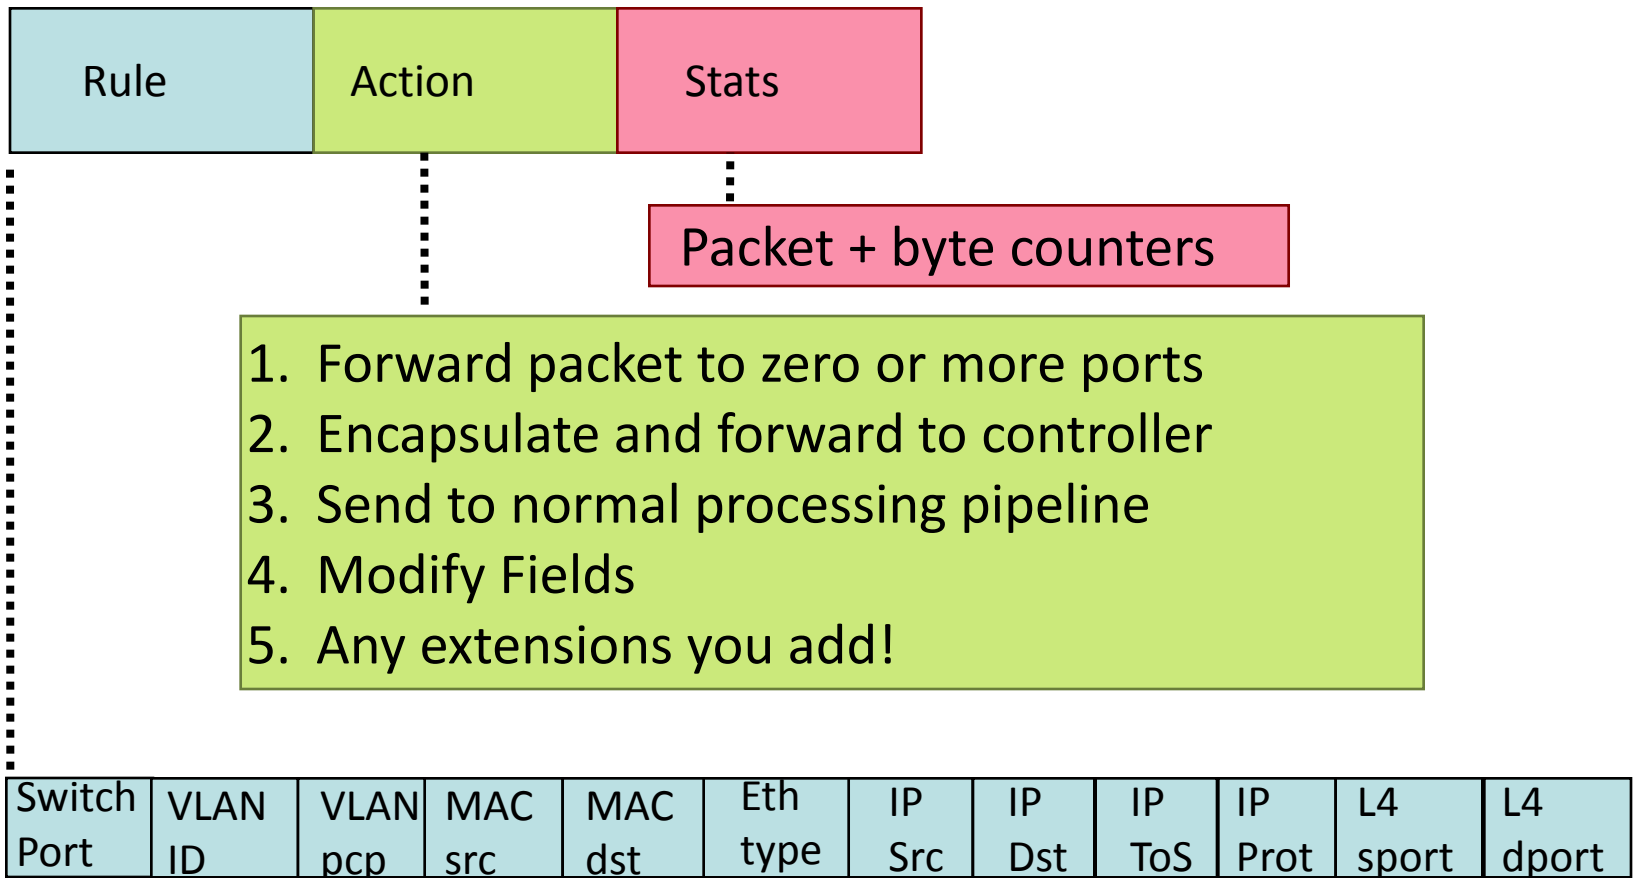 Rule Action Stats
Packet + byte counters
1. Forward packet to zero or more ports
2. Encapsulate and forward to controller
3. Send to normal processing pipeline
4. Modify Fields
5. Any extensions you add!
Switch Port
VLAN ID
VLAN pcp
MAC src
MAC dst
Eth type
IP Src
IP Dst
IP ToS
IP Prot
L4 sport
L4 dport